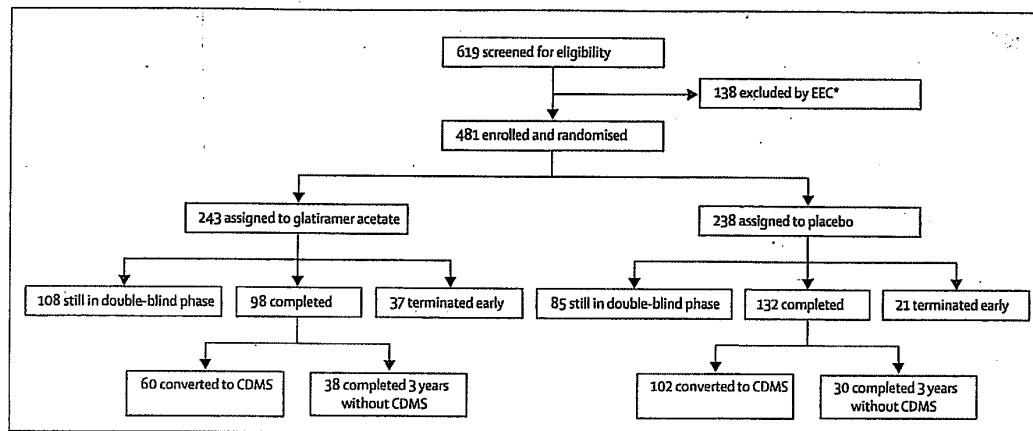 619 screened for eligibility
138 excluded by EEC*
481 enrolled and randomised
243 assigned to glatiramer acetate
238 assigned to placebo
108 still in double-blind phase
98 completed
37 terminated early
85 still in double-blind phase
132 completed
21 terminated early
60 converted to CDMS
38 completed 3 years
without CDMS
102 converted to CDMS
30 completed 3 years
without CDMS